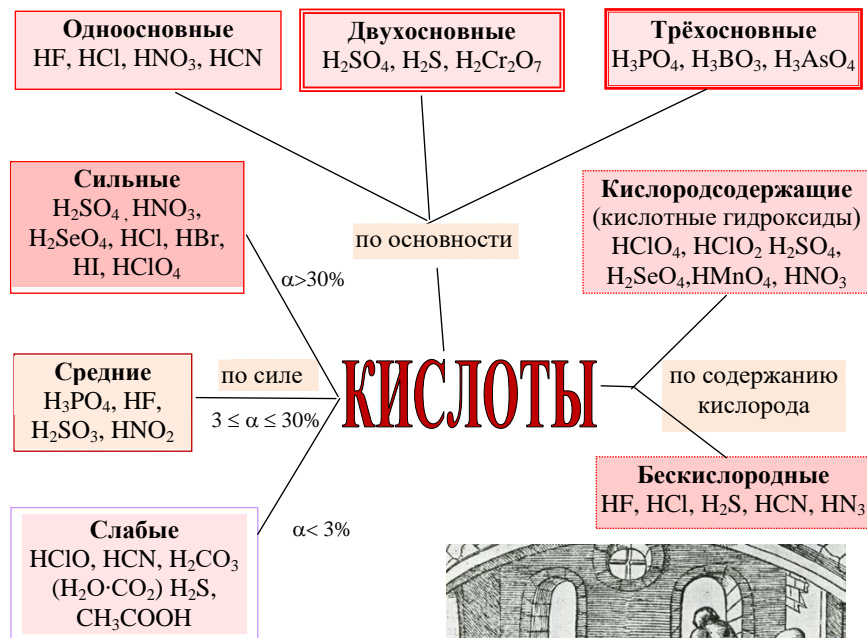 Одноосновные
HF, HCl, HNO₃, HCN
Двухосновные
H₂SO₄, H₂S, H₂Cr₂O₇
Трёхосновные
H₃PO₄, H₃BO₃, H₃AsO₄
Сильные
H₂SO₄ , HNO₃,
H₂SeO₄, HCl, HBr,
HI, HClO₄
α>30%
по основности
Кислородсодержащие
(кислотные гидроксиды)
HClO₄, HClO₂ H₂SO₄,
H₂SeO₄,HMnO₄, HNO₃
Средние
H₃PO₄, HF,
H₂SO₃, HNO₂
по силе
3 ≤ α ≤ 30%
КИСЛОТЫ
по содержанию
кислорода
Бескислородные
HF, HCl, H₂S, HCN, HN₃
Слабые
HClO, HCN, H₂CO₃
(H₂O·CO₂) H₂S,
CH₃COOH
α< 3%